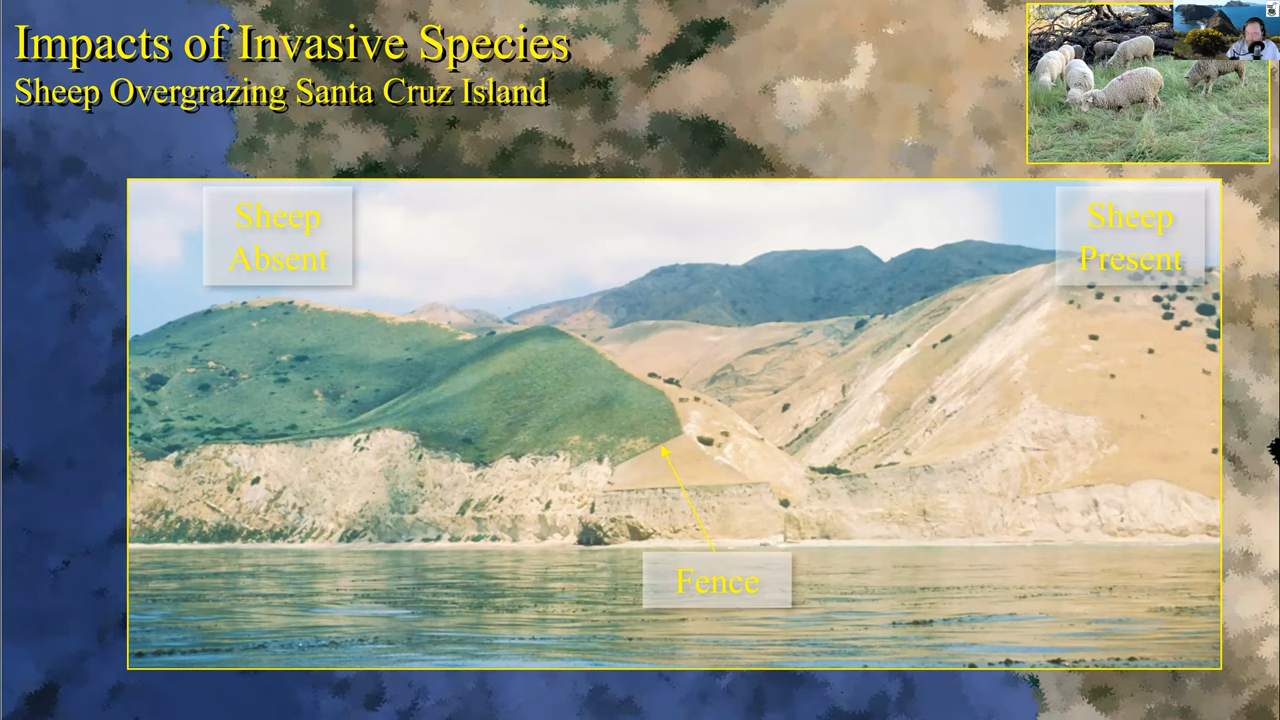 Impacts of Invasive Species
Sheep Overgrazing Santa Cruz Island
Sheep
Absent
Sheep
Present
Fence